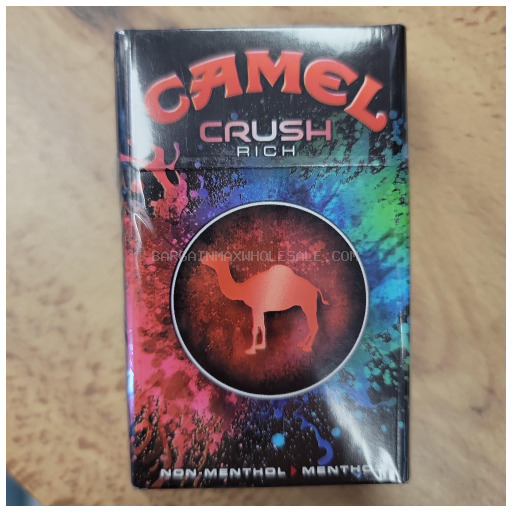 CAMEL
CRUSH
RICH
BARGAINMAXWHOLESALE.COM
NON-MENTHOL MENTHO